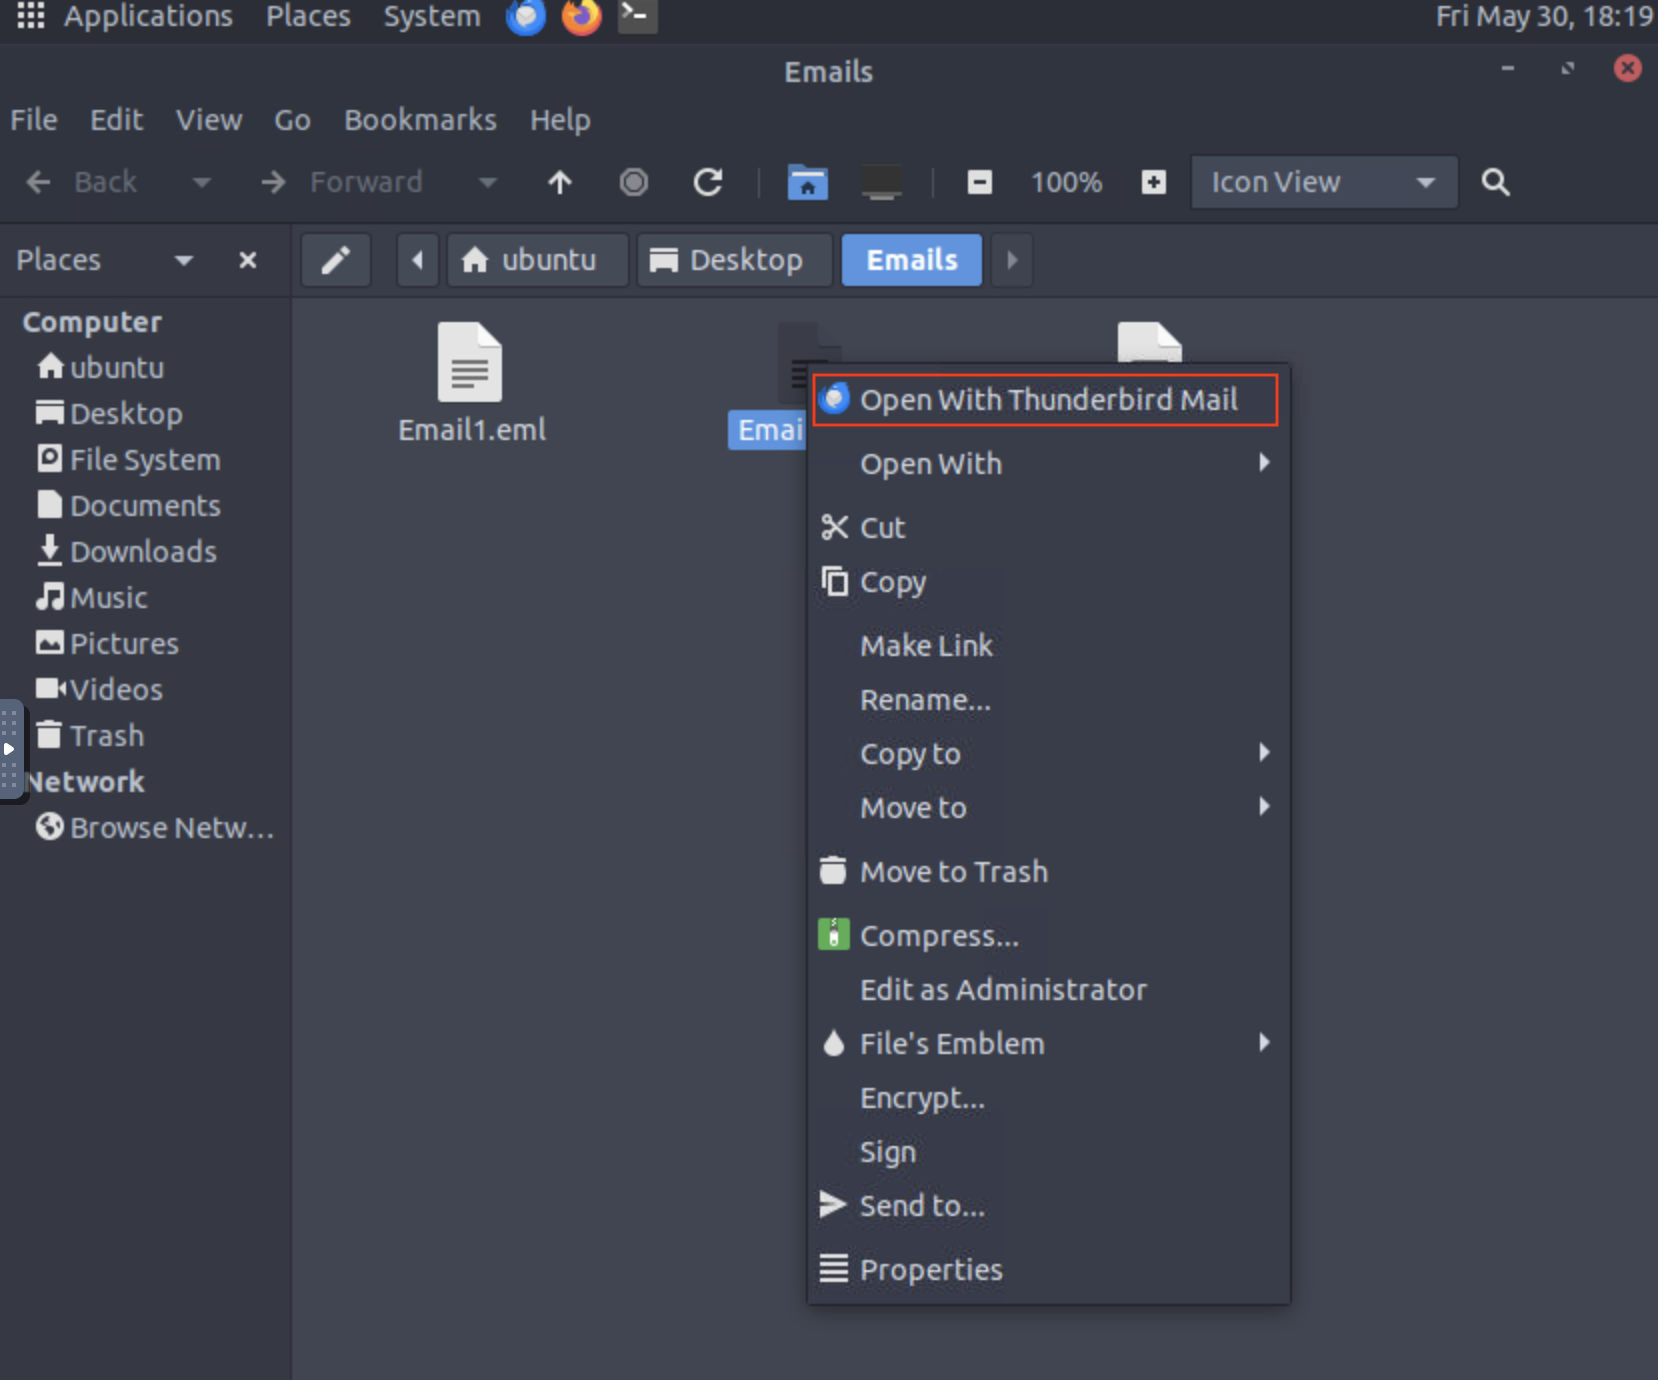 Applications Places System Fri May 30, 18:19
Emails
File Edit View Go Bookmarks Help
Back Forward 100% Icon View
Places ubuntu Desktop Emails
Computer
ubuntu
Desktop
File System
Documents
Downloads
Music
Pictures
Videos
Trash
Network
Browse Netw...
Email1.eml
Emai
Open With Thunderbird Mail
Open With
Cut
Copy
Make Link
Rename...
Copy to
Move to
Move to Trash
Compress...
Edit as Administrator
File's Emblem
Encrypt...
Sign
Send to...
Properties